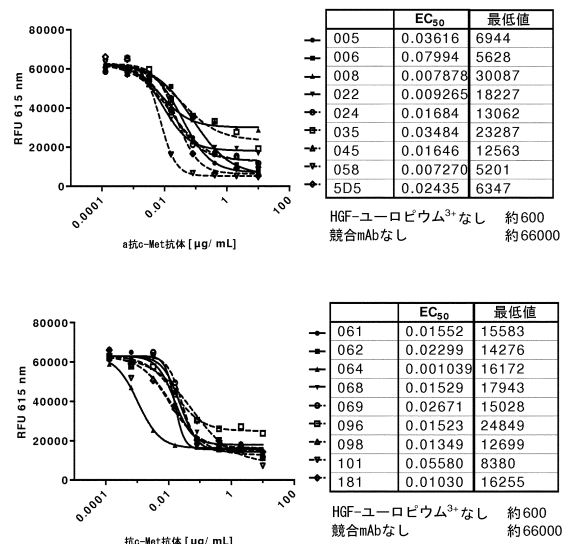 80000
60000
40000
20000
0
RFU 615 nm
0.0001
0.01
1
100
a抗c-Met抗体 [µg/ mL]
EC50 最低値
005 0.03616 6944
006 0.07994 5628
008 0.007878 30087
022 0.009265 18227
024 0.01684 13062
035 0.03484 23287
045 0.01646 12563
058 0.007270 5201
5D5 0.02435 6347
HGF-ユーロピウム3+なし 約600
競合mAbなし 約66000
80000
60000
40000
20000
0
RFU 615 nm
0.0001
0.01
1
100
抗c-Met抗体 [µg/ mL]
EC50 最低値
061 0.01552 15583
062 0.02299 14276
064 0.001039 16172
068 0.01529 17943
069 0.02671 15028
096 0.01523 24849
098 0.01349 12699
101 0.05580 8380
181 0.01030 16255
HGF-ユーロピウム3+なし 約600
競合mAbなし 約66000